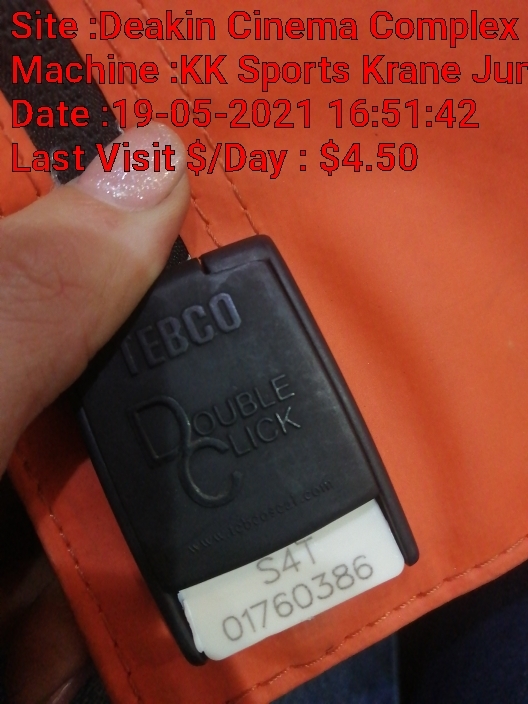 Site :Deakin Cinema Complex
Machine :KK Sports Krane Jun
Date :19-05-2021 16:51:42
Last Visit $/Day : $4.50
TEBCO
DOUBLE
CLICK
S4T
01760386